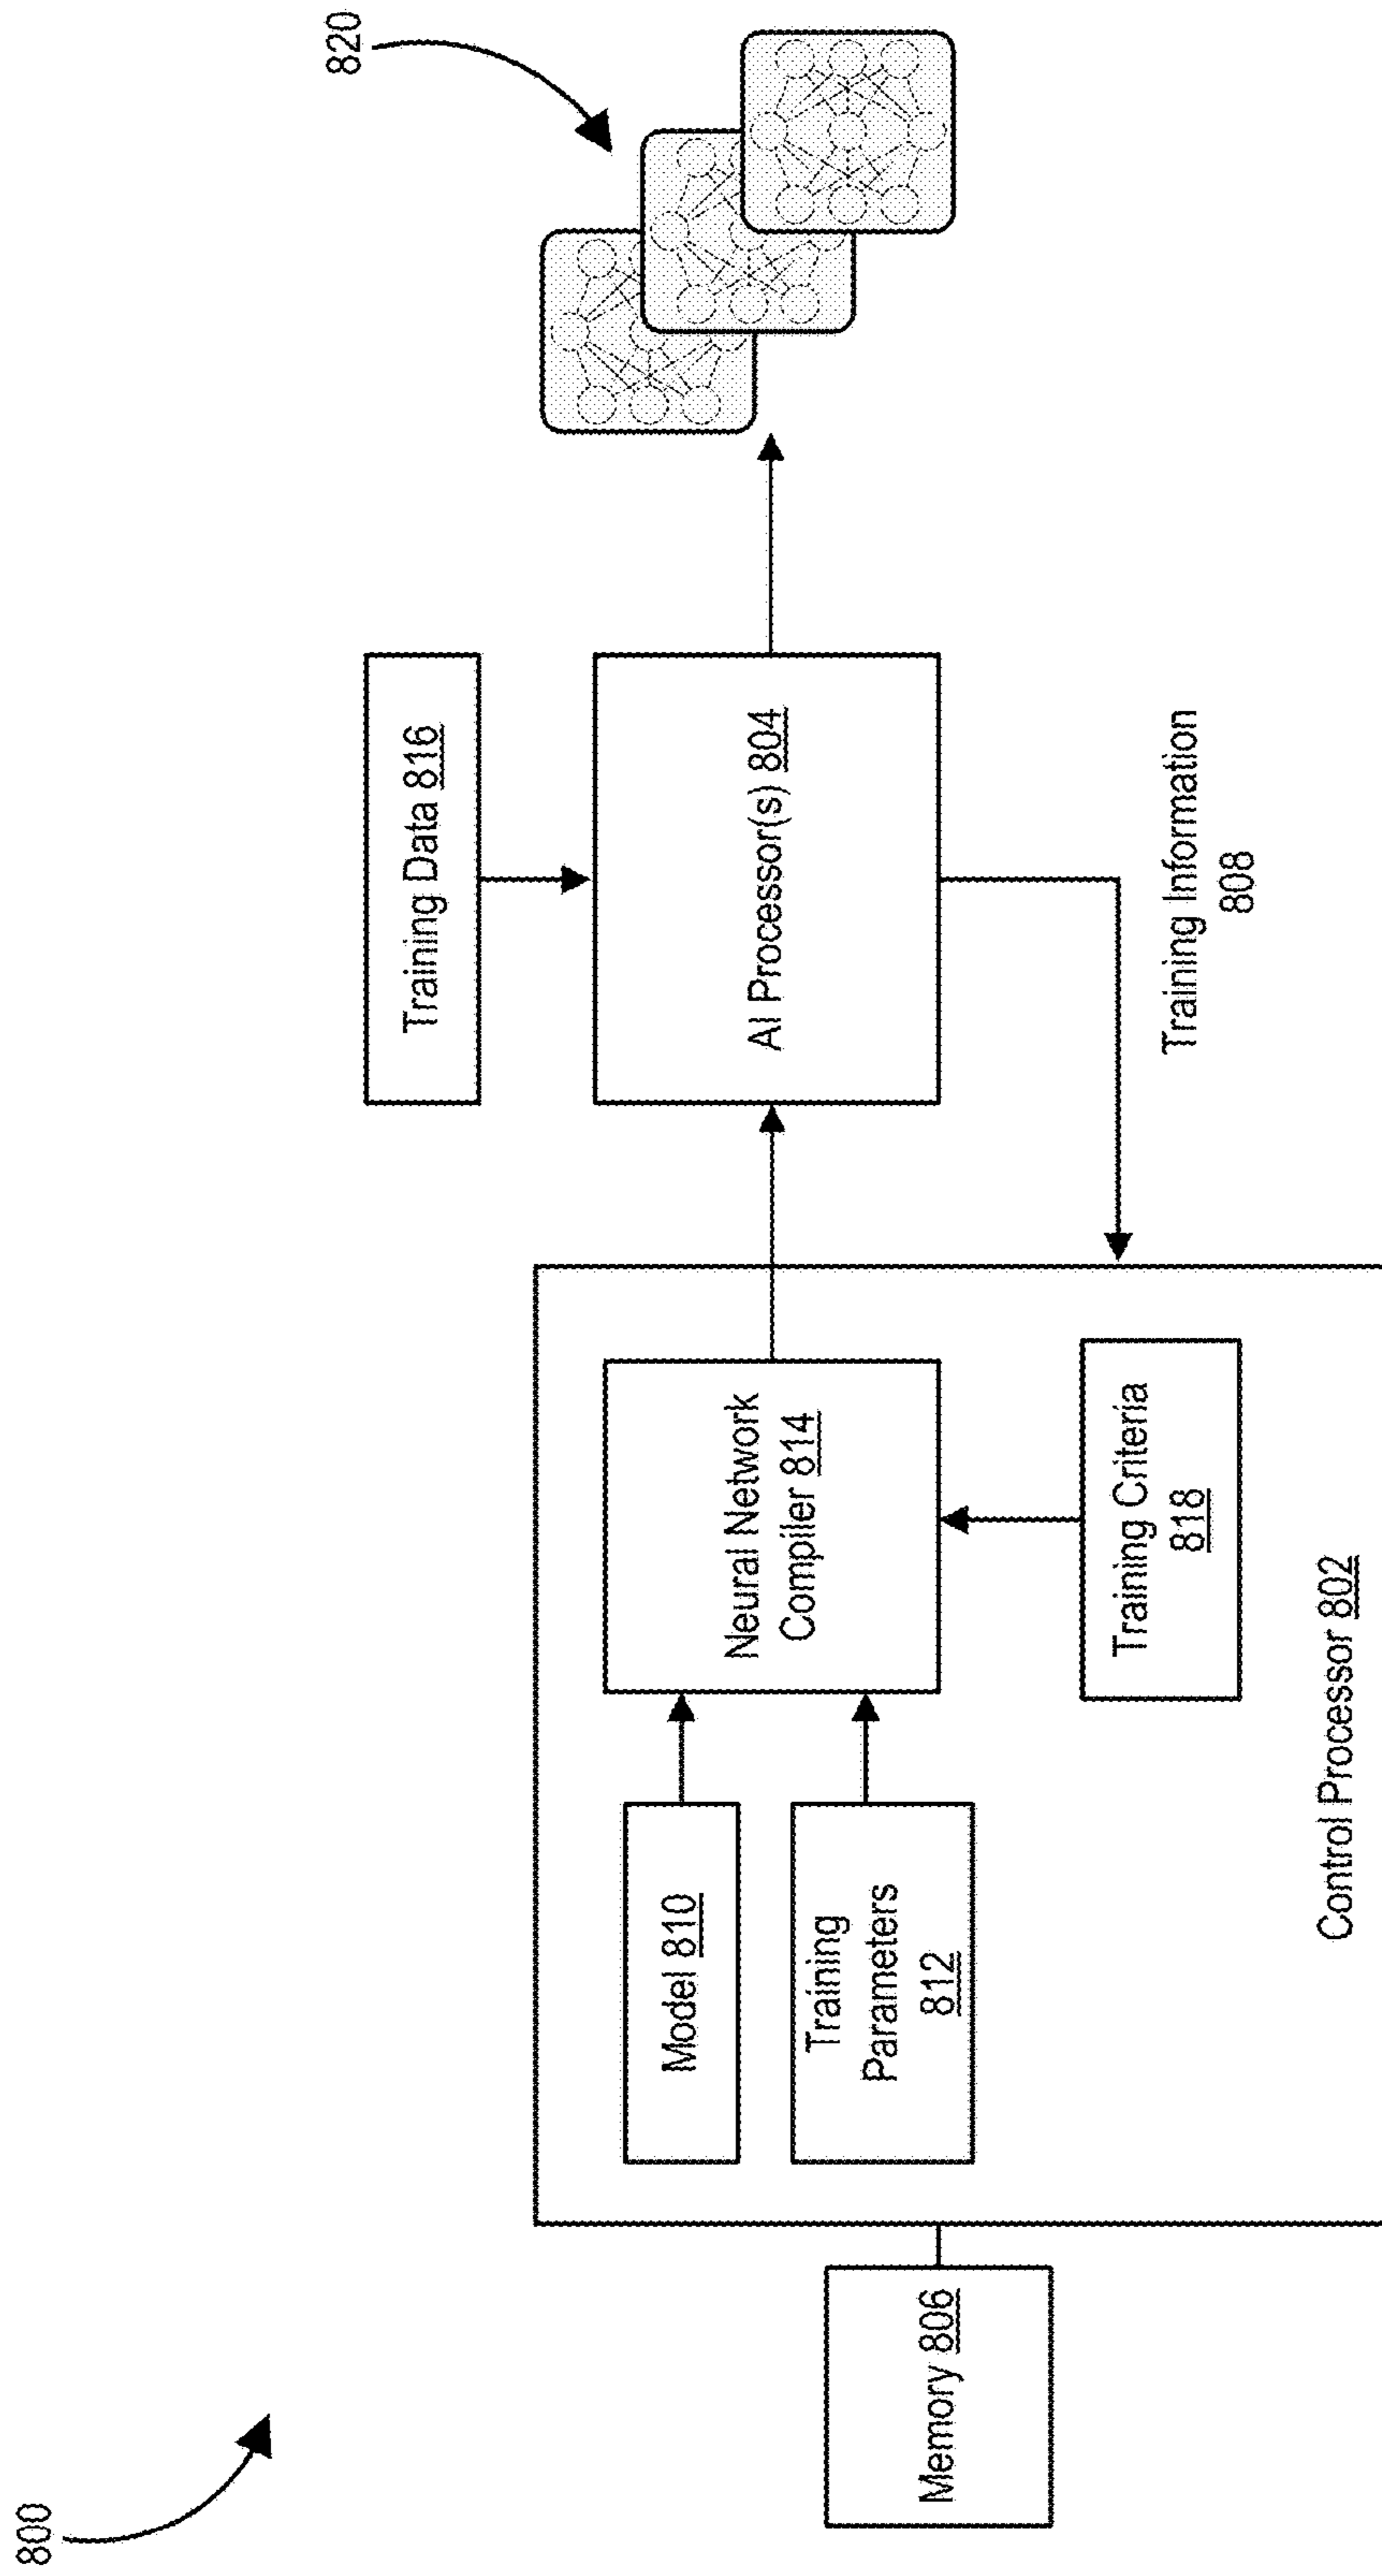 800
820
Training Data 816
Model 810
Neural Network
Compiler 814
AI Processor(s) 804
Training
Parameters
812
Memory 806
Training Criteria
818
Training Information
808
Control Processor 802